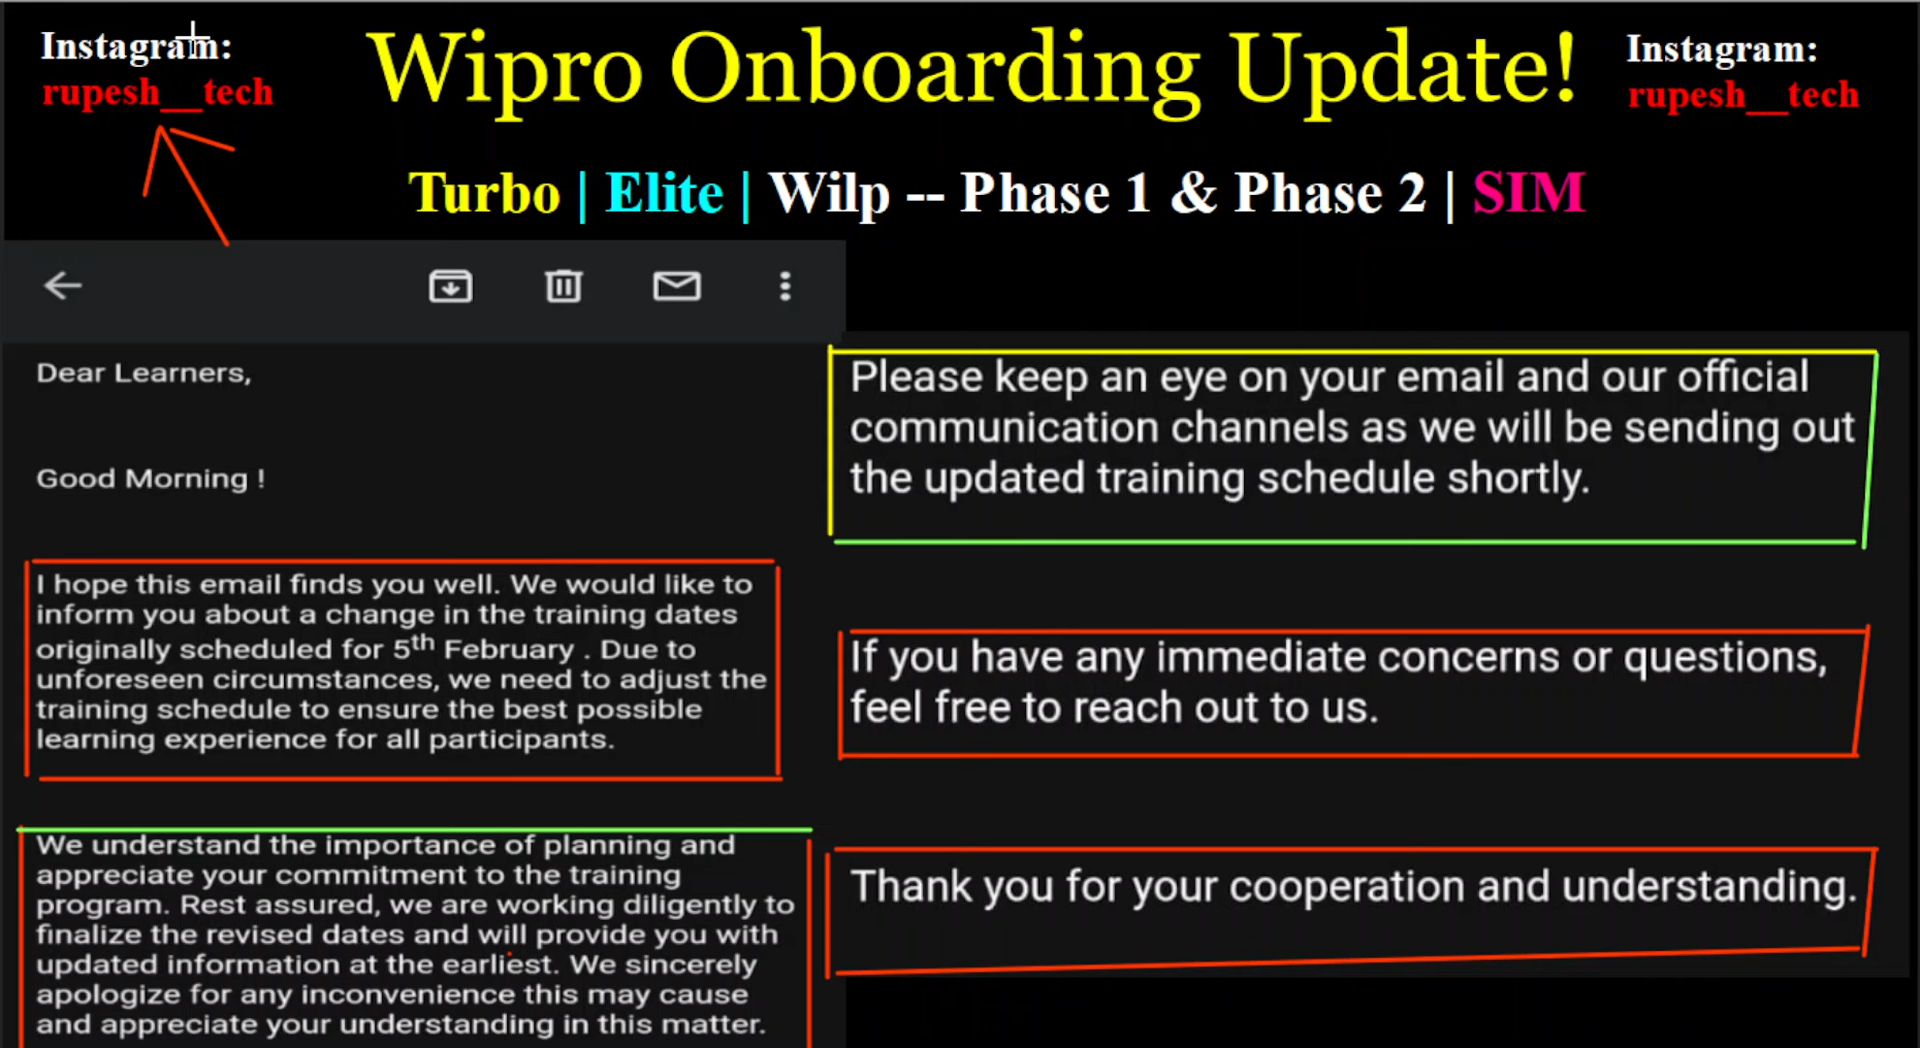 Instagram:
rupesh__tech
Wipro Onboarding Update!
Instagram:
rupesh__tech
Turbo | Elite | Wilp -- Phase 1 & Phase 2 | SIM
Dear Learners,
Good Morning !
I hope this email finds you well. We would like to
inform you about a change in the training dates
originally scheduled for 5th February . Due to
unforeseen circumstances, we need to adjust the
training schedule to ensure the best possible
learning experience for all participants.
We understand the importance of planning and
appreciate your commitment to the training
program. Rest assured, we are working diligently to
finalize the revised dates and will provide you with
updated information at the earliest. We sincerely
apologize for any inconvenience this may cause
and appreciate your understanding in this matter.
Please keep an eye on your email and our official
communication channels as we will be sending out
the updated training schedule shortly.
If you have any immediate concerns or questions,
feel free to reach out to us.
Thank you for your cooperation and understanding.